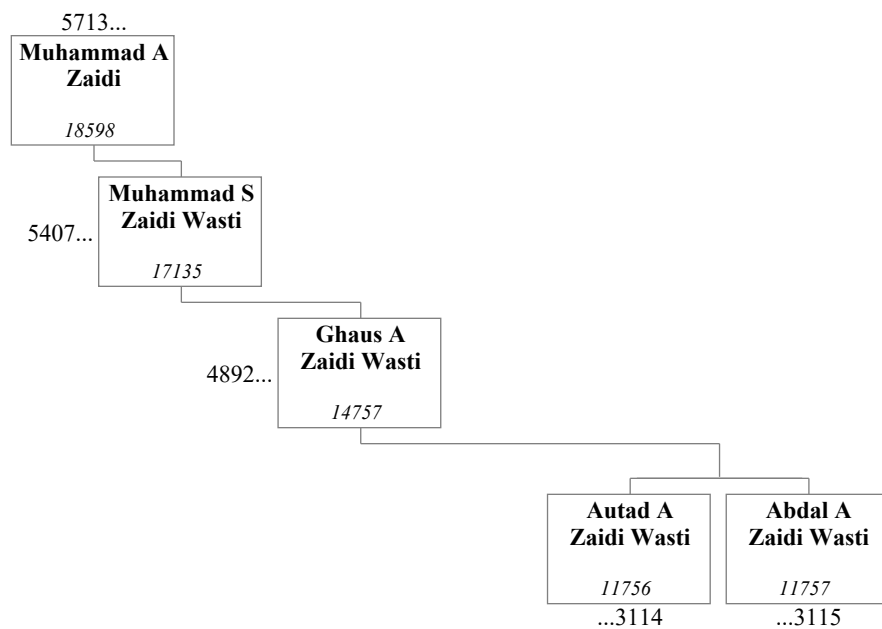 5713...
Muhammad A
Zaidi
18598
Muhammad S
Zaidi Wasti
5407...
17135
Ghaus A
Zaidi Wasti
4892...
14757
Autad A
Zaidi Wasti
11756
...3114
Abdal A
Zaidi Wasti
11757
...3115